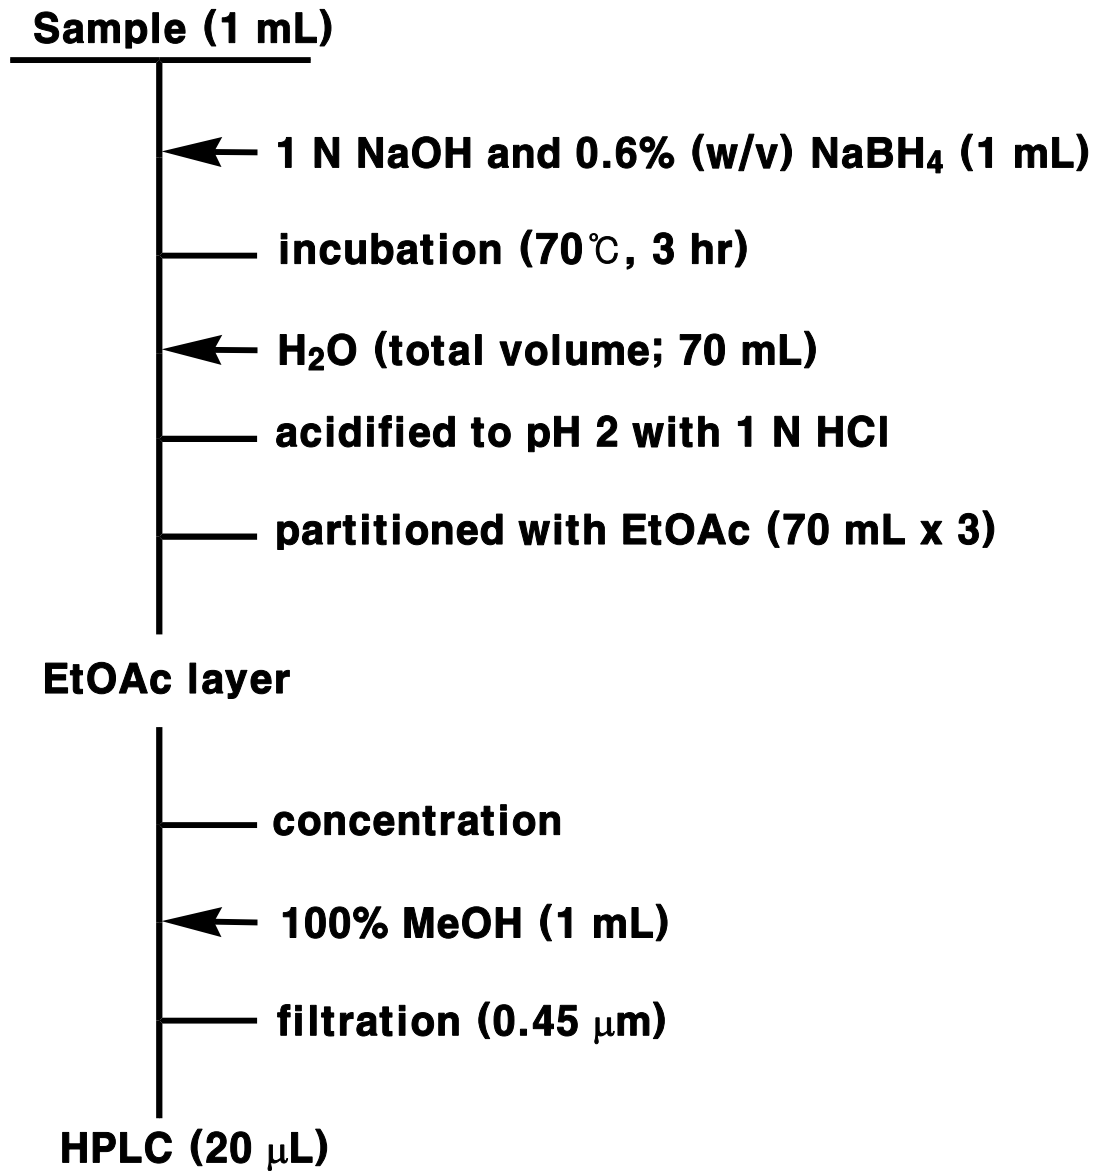 Sample (1 mL)
1 N NaOH and 0.6% (w/v) NaBH₄ (1 mL)
incubation (70℃, 3 hr)
H₂O (total volume; 70 mL)
acidified to pH 2 with 1 N HCl
partitioned with EtOAc (70 mL x 3)
EtOAc layer
concentration
100% MeOH (1 mL)
filtration (0.45 μm)
HPLC (20 μL)